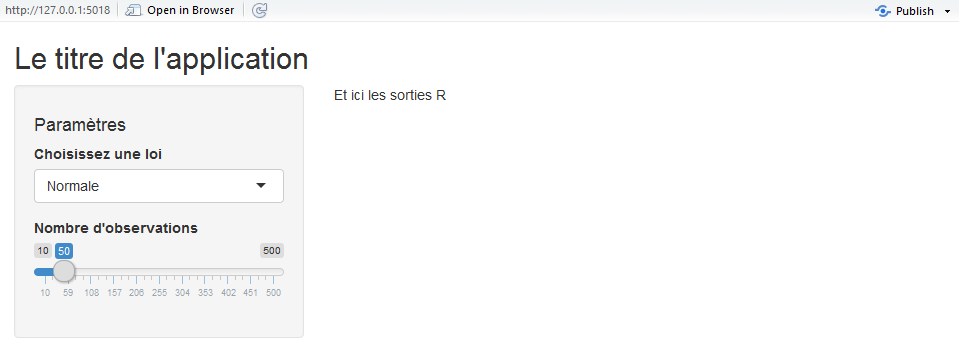 http://127.0.0.1:5018 Open in Browser Publish
Le titre de l'application
Et ici les sorties R
Paramètres
Choisissez une loi
Normale
Nombre d'observations
10 50 500
10 59 108 157 206 255 304 353 402 451 500